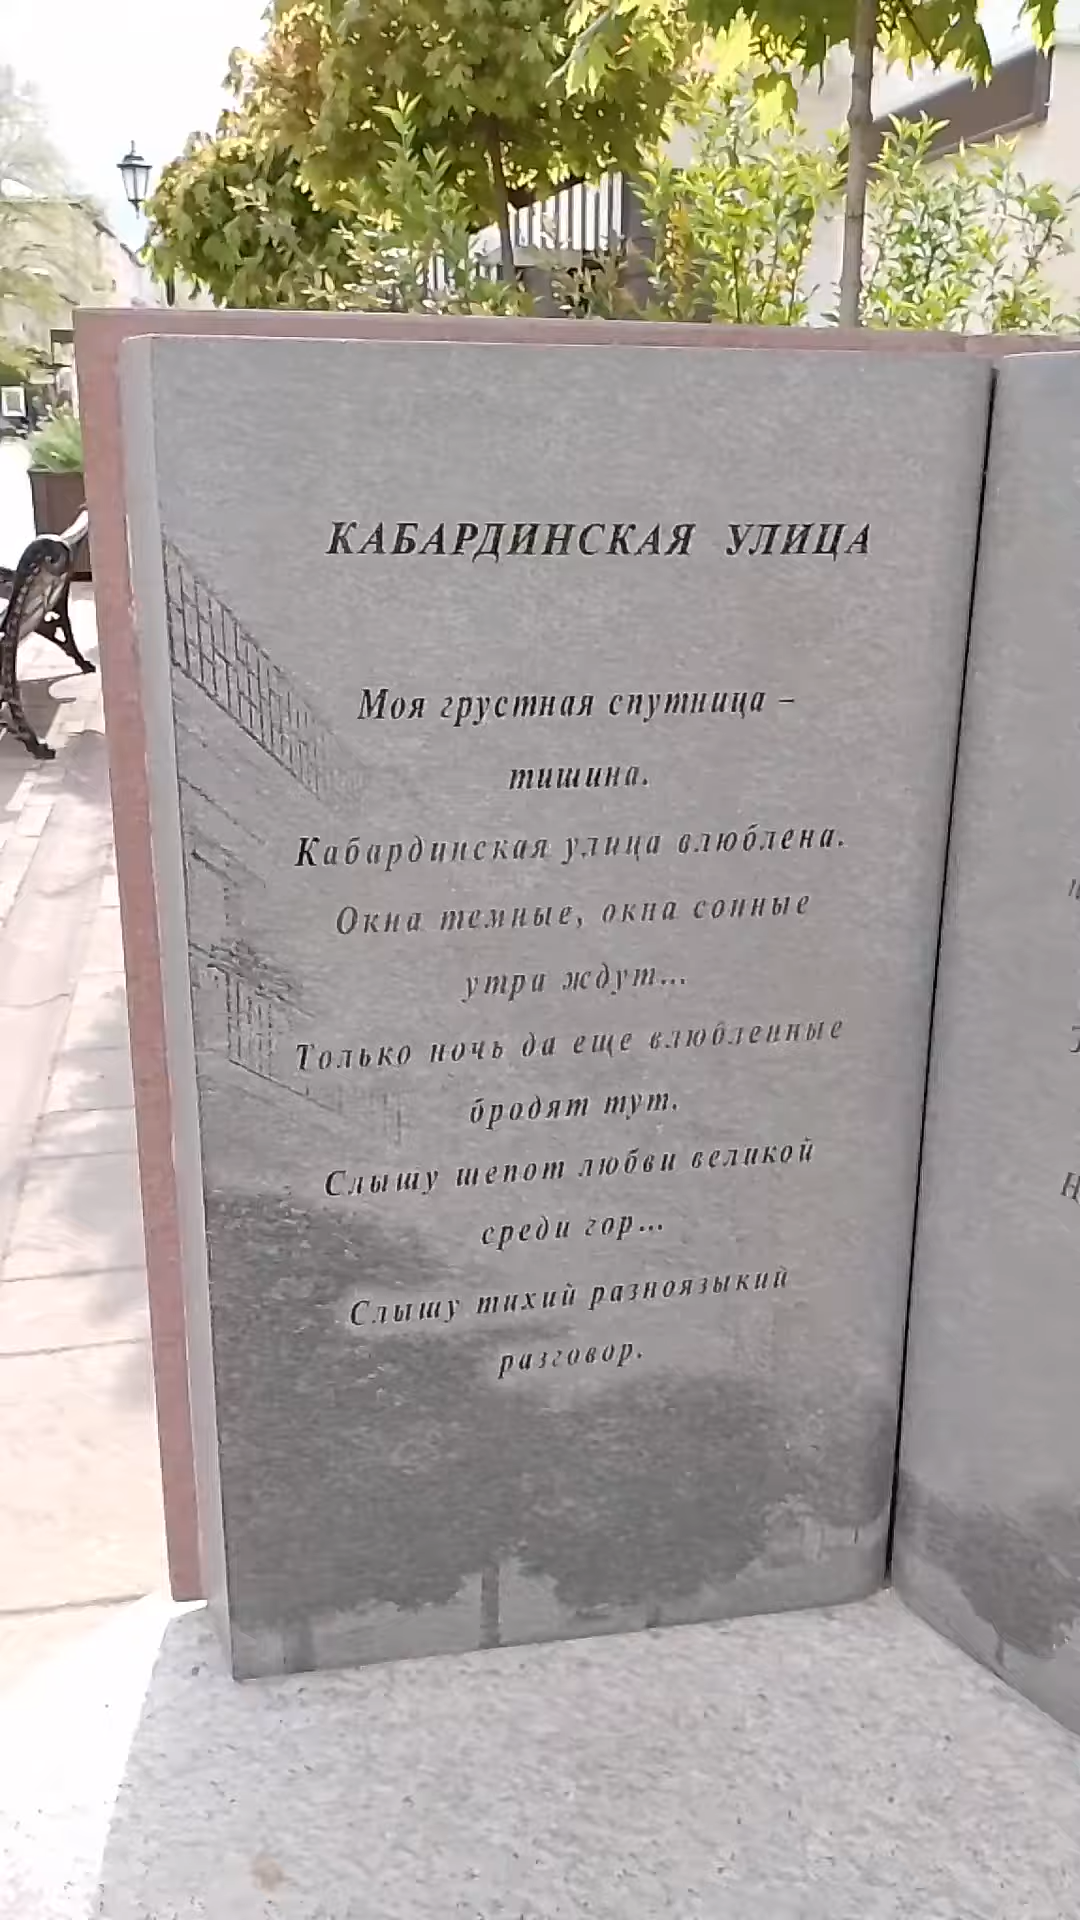 КАБАРДИНСКАЯ УЛИЦА
Моя грустная спутница –
тишина.
Кабардинская улица влюблена.
Окна темные, окна сонные
утра ждут...
Только ночь да еще влюбленные
бродят тут.
Слышу шепот любви великой
среди гор...
Слышу тихий разноязыкий
разговор.